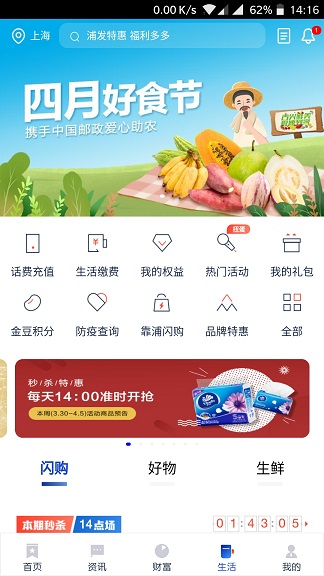 0.00 K/s 62% 14:16
上海 浦发特惠 福利多多 1
四月好食节
携手中国邮政爱心助农
话费充值 生活缴费 我的权益 热门活动 我的礼包
金豆积分 防疫查询 靠浦闪购 品牌特惠 全部
秒杀特惠
每天14:00准时开抢
本周(3.30-4.5)活动商品预告
闪购 好物 生鲜
本期秒杀 14点场 01:43:05
首页 资讯 财富 生活 我的